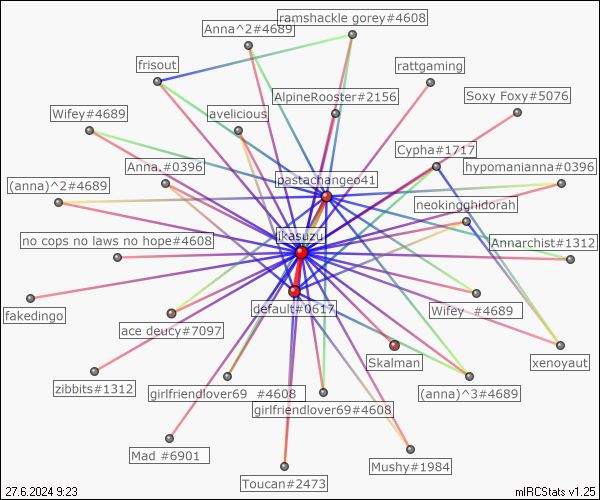 ramshackle gorey#4608
Anna^2#4689
frisout
rattgaming
Soxy Foxy#5076
AlpineRooster#2156
Wifey#4689
avelicious
Cypha#1717
Anna.#0396
hypomanianna#0396
pastachangeo41
(anna)^2#4689
neokingghidorah
ikasuzu
no cops no laws no hope#4608
Annarchist#1312
default#0617
Wifey_#4689
fakedingo
ace deucy#7097
Skalman
xenoyaut
zibbits#1312
girlfriendlover69_#4608
(anna)^3#4689
girlfriendlover69#4608
Mad_#6901
Mushy#1984
Toucan#2473
27.6.2024 9:23
mIRCStats v1.25